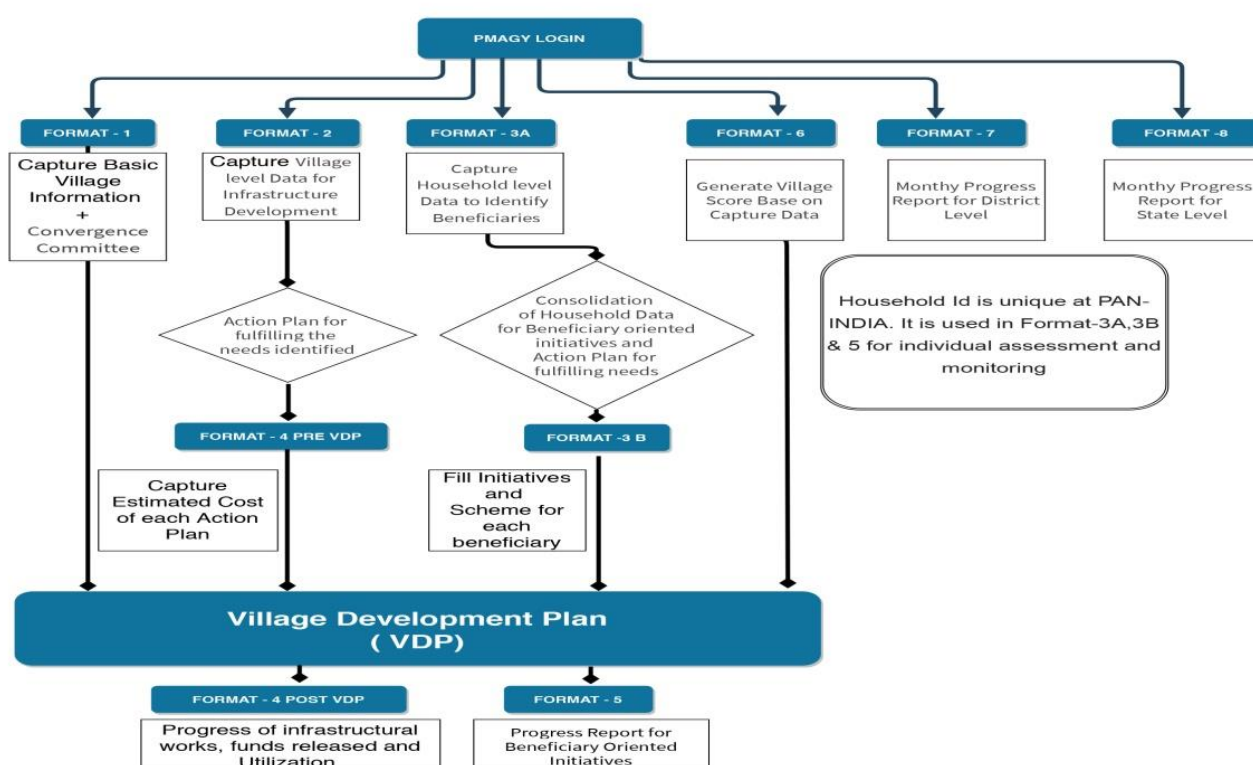 PMAGY LOGIN
FORMAT - 1
FORMAT - 2
FORMAT - 3A
FORMAT - 6
FORMAT - 7
FORMAT -8
Capture Basic
Village
Information
+
Convergence
Committee
Capture Village
level Data for
Infrastructure
Development
Capture
Household level
Data to Identify
Beneficiaries
Generate Village
Score Base on
Capture Data
Monthy Progress
Report for District
Level
Monthy Progress
Report for
State Level
Action Plan for
fulfilling the
needs identified
Consolidation
of Household Data
for Beneficiary oriented
initiatives and
Action Plan for
fulfilling needs
Household Id is unique at PAN-
INDIA. It is used in Format-3A,3B
& 5 for individual assessment and
monitoring
FORMAT - 4 PRE VDP
FORMAT -3 B
Capture
Estimated Cost
of each Action
Plan
Fill Initiatives
and
Scheme for
each
beneficiary
Village Development Plan
( VDP)
FORMAT - 4 POST VDP
FORMAT - 5
Progress of infrastructural
works, funds released and
Utilization
Progress Report for
Beneficiary Oriented
Initiatives